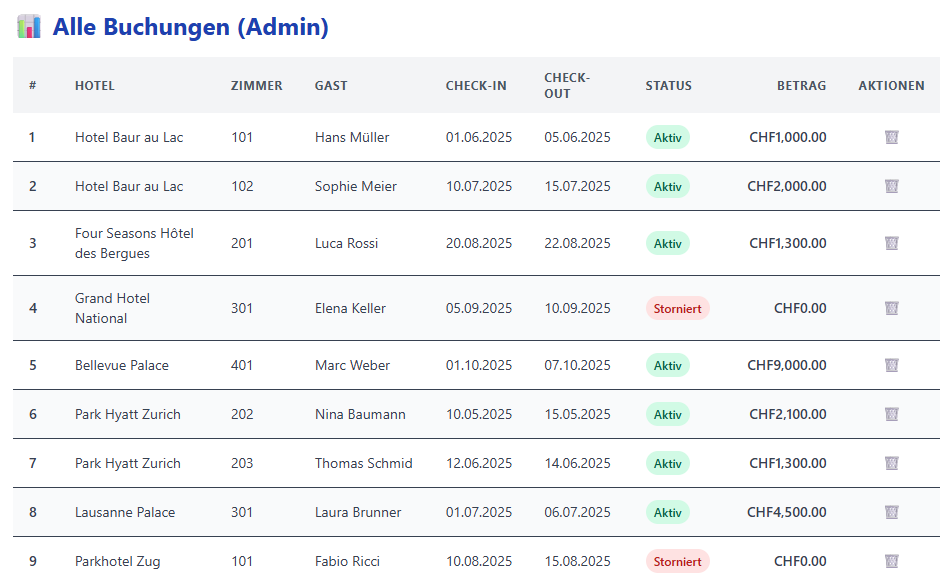 Alle Buchungen (Admin)
# HOTEL ZIMMER GAST CHECK-IN CHECK-OUT STATUS BETRAG AKTIONEN
1 Hotel Baur au Lac 101 Hans Müller 01.06.2025 05.06.2025 Aktiv CHF1,000.00
2 Hotel Baur au Lac 102 Sophie Meier 10.07.2025 15.07.2025 Aktiv CHF2,000.00
3 Four Seasons Hôtel des Bergues 201 Luca Rossi 20.08.2025 22.08.2025 Aktiv CHF1,300.00
4 Grand Hotel National 301 Elena Keller 05.09.2025 10.09.2025 Storniert CHF0.00
5 Bellevue Palace 401 Marc Weber 01.10.2025 07.10.2025 Aktiv CHF9,000.00
6 Park Hyatt Zurich 202 Nina Baumann 10.05.2025 15.05.2025 Aktiv CHF2,100.00
7 Park Hyatt Zurich 203 Thomas Schmid 12.06.2025 14.06.2025 Aktiv CHF1,300.00
8 Lausanne Palace 301 Laura Brunner 01.07.2025 06.07.2025 Aktiv CHF4,500.00
9 Parkhotel Zug 101 Fabio Ricci 10.08.2025 15.08.2025 Storniert CHF0.00